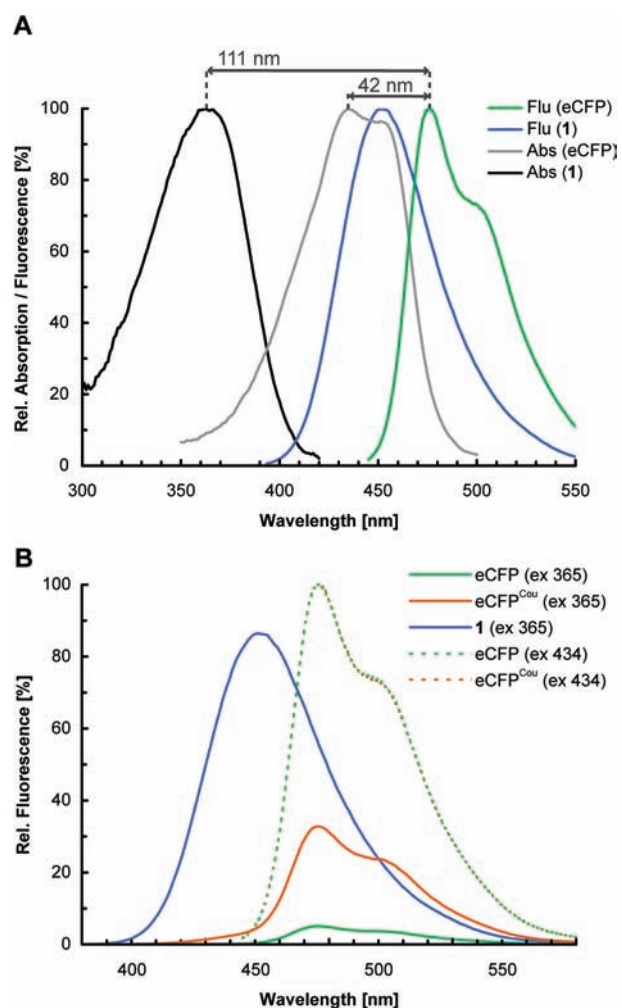 A
111 nm
42 nm
Flu (eCFP)
Flu (1)
Abs (eCFP)
Abs (1)
Rel. Absorption / Fluorescence [%]
100
80
60
40
20
0
300 350 400 450 500 550
Wavelength [nm]
B
eCFP (ex 365)
eCFP^Cou (ex 365)
1 (ex 365)
eCFP (ex 434)
eCFP^Cou (ex 434)
Rel. Fluorescence [%]
100
80
60
40
20
0
400 450 500 550
Wavelength [nm]